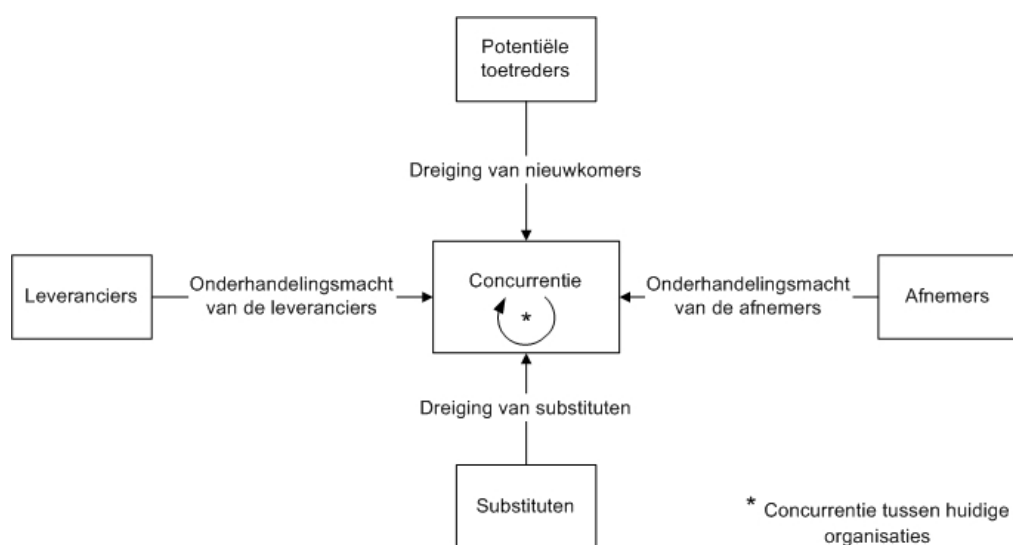 Potentiële
toetreders
Dreiging van nieuwkomers
Leveranciers
Onderhandelingsmacht
van de leveranciers
Concurrentie
*
Onderhandelingsmacht
van de afnemers
Afnemers
Dreiging van substituten
Substituten
* Concurrentie tussen huidige
organisaties